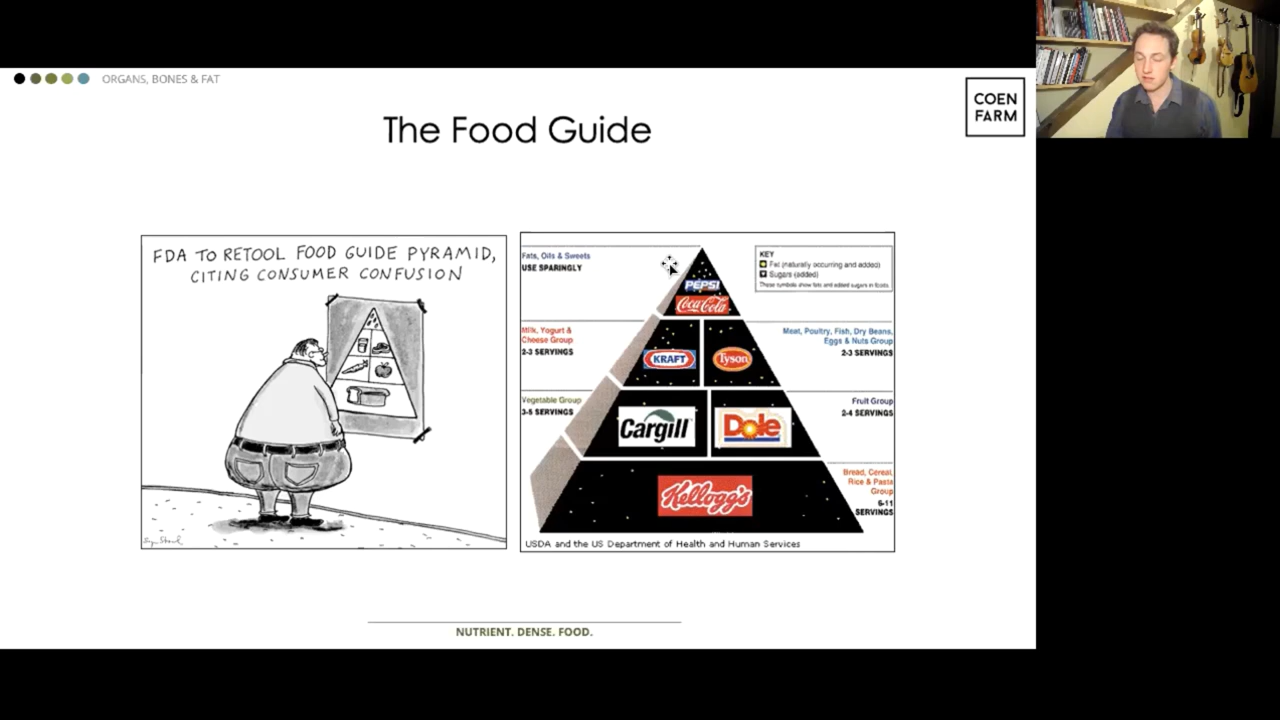 ORGANS, BONES & FAT
COEN
FARM
The Food Guide
FDA TO RETOOL FOOD GUIDE PYRAMID,
CITING CONSUMER CONFUSION
Fats, Oils & Sweets
USE SPARINGLY
KEY
Fat (naturally occurring and added)
Sugars (added)
These symbols show fats and added sugars in foods
PEPSI
Coca-Cola
Milk, Yogurt &
Cheese Group
2-3 SERVINGS
KRAFT
Tyson
Meat, Poultry, Fish, Dry Beans,
Eggs & Nuts Group
2-3 SERVINGS
Vegetable Group
3-5 SERVINGS
Cargill
Dole
Fruit Group
2-4 SERVINGS
Kellogg's
Bread, Cereal,
Rice & Pasta
Group
6-11
SERVINGS
USDA and the US Department of Health and Human Services
NUTRIENT. DENSE. FOOD.